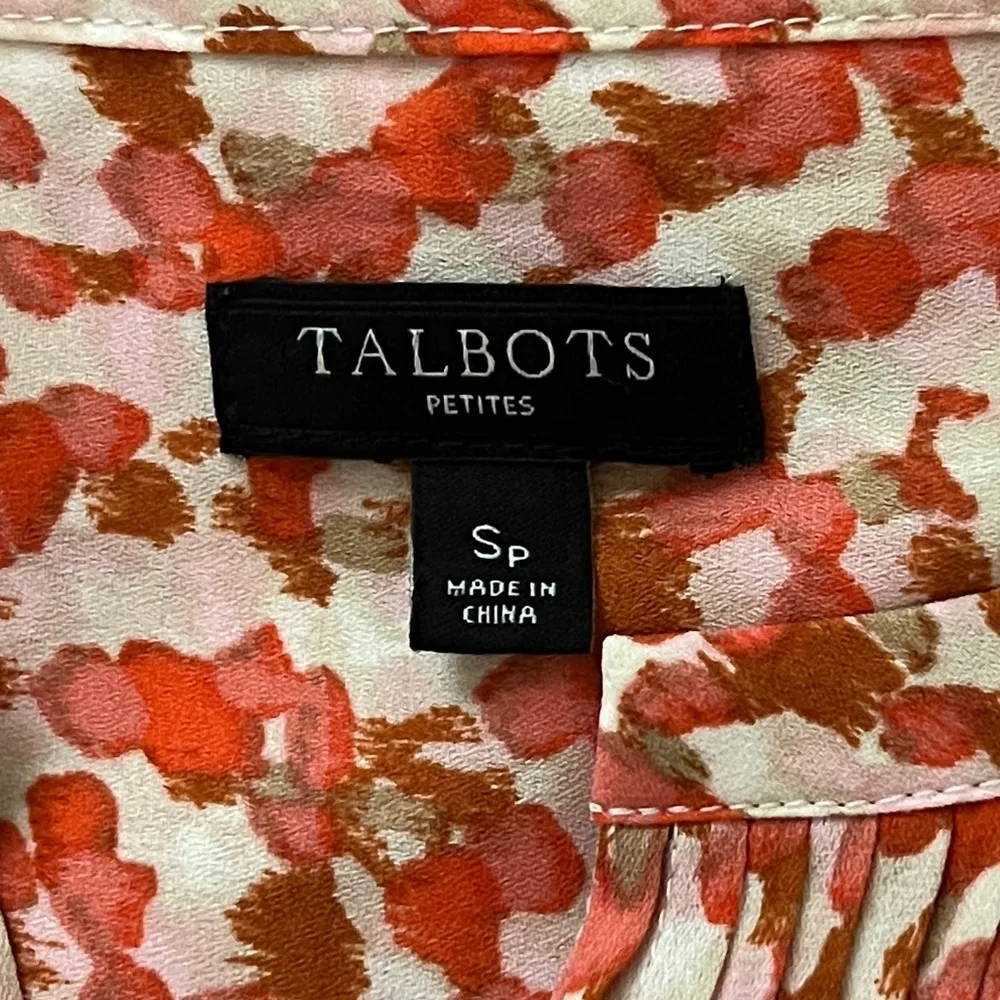 TALBOTS
PETITES
SP
MADE IN
CHINA